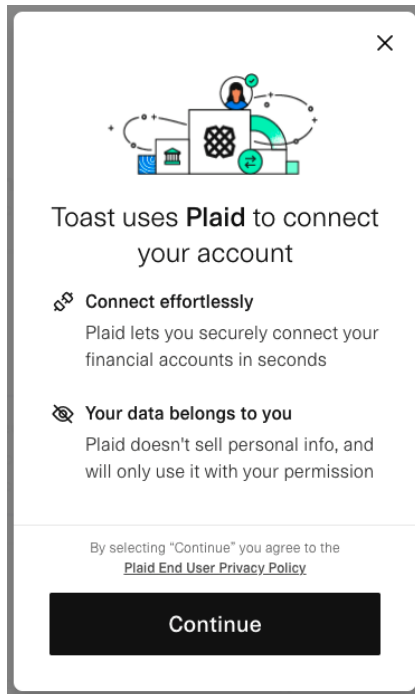 Toast uses Plaid to connect
your account
Connect effortlessly
Plaid lets you securely connect your
financial accounts in seconds
Your data belongs to you
Plaid doesn't sell personal info, and
will only use it with your permission
By selecting “Continue” you agree to the
Plaid End User Privacy Policy
Continue